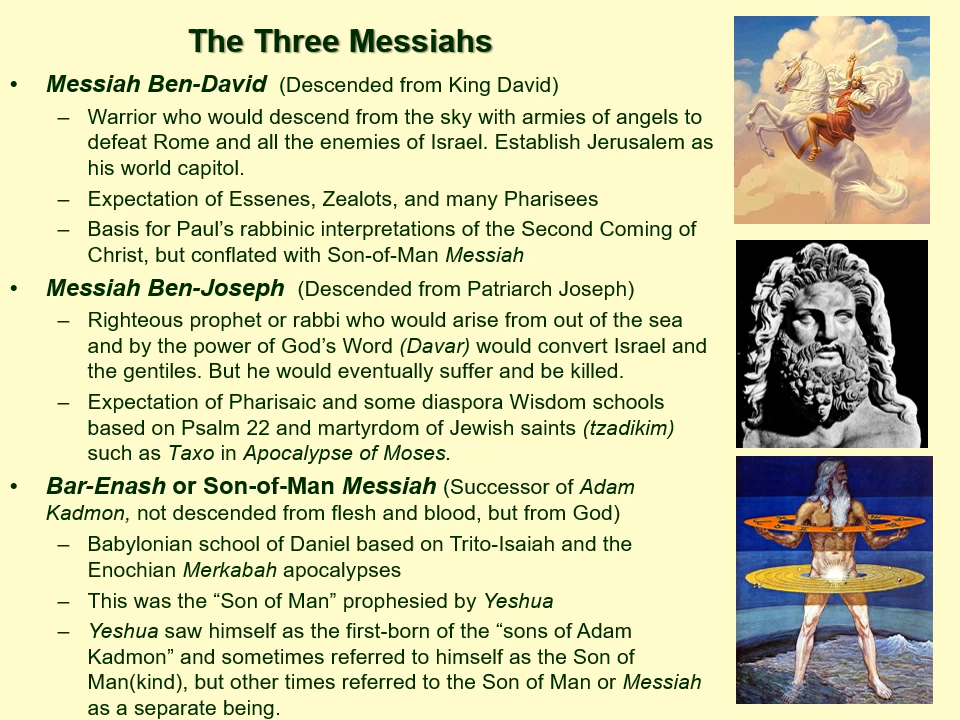 The Three Messiahs
• Messiah Ben-David (Descended from King David)
– Warrior who would descend from the sky with armies of angels to
defeat Rome and all the enemies of Israel. Establish Jerusalem as
his world capitol.
– Expectation of Essenes, Zealots, and many Pharisees
– Basis for Paul’s rabbinic interpretations of the Second Coming of
Christ, but conflated with Son-of-Man Messiah
• Messiah Ben-Joseph (Descended from Patriarch Joseph)
– Righteous prophet or rabbi who would arise from out of the sea
and by the power of God’s Word (Davar) would convert Israel and
the gentiles. But he would eventually suffer and be killed.
– Expectation of Pharisaic and some diaspora Wisdom schools
based on Psalm 22 and martyrdom of Jewish saints (tzadikim)
such as Taxo in Apocalypse of Moses.
• Bar-Enash or Son-of-Man Messiah (Successor of Adam
Kadmon, not descended from flesh and blood, but from God)
– Babylonian school of Daniel based on Trito-Isaiah and the
Enochian Merkabah apocalypses
– This was the “Son of Man” prophesied by Yeshua
– Yeshua saw himself as the first-born of the “sons of Adam
Kadmon” and sometimes referred to himself as the Son of
Man(kind), but other times referred to the Son of Man or Messiah
as a separate being.